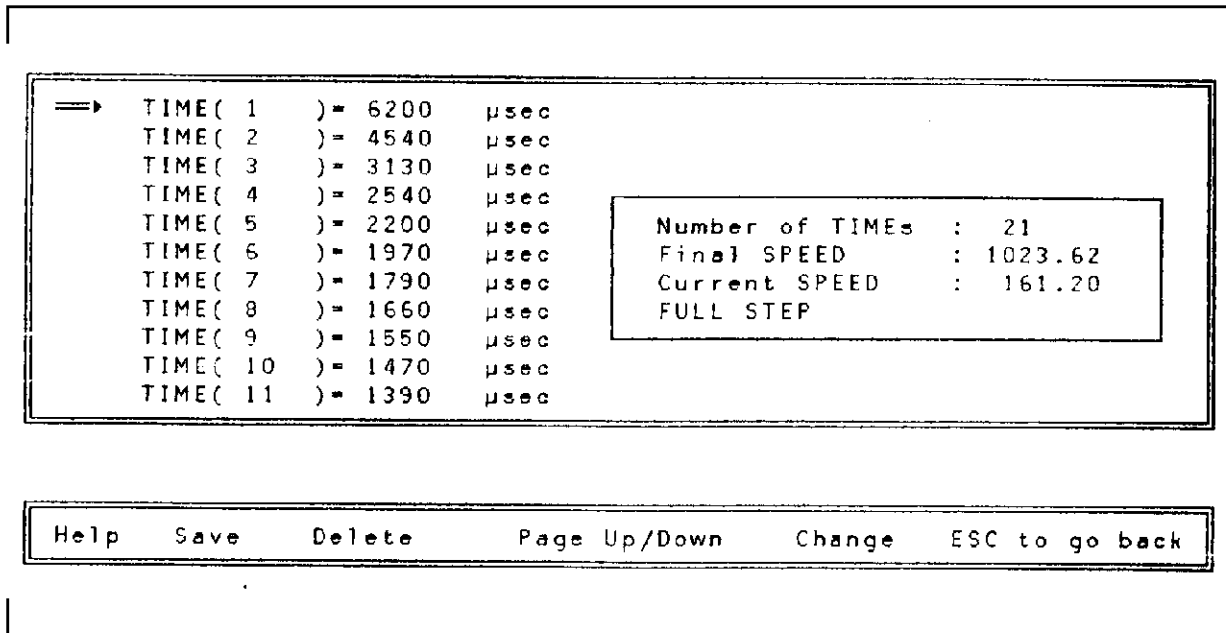 TIME( 1 )= 6200 µsec
TIME( 2 )= 4540 µsec
TIME( 3 )= 3130 µsec
TIME( 4 )= 2540 µsec
TIME( 5 )= 2200 µsec
TIME( 6 )= 1970 µsec
TIME( 7 )= 1790 µsec
TIME( 8 )= 1660 µsec
TIME( 9 )= 1550 µsec
TIME( 10 )= 1470 µsec
TIME( 11 )= 1390 µsec
Number of TIMEs : 21
Final SPEED : 1023.62
Current SPEED : 161.20
FULL STEP
Help Save Delete Page Up/Down Change ESC to go back